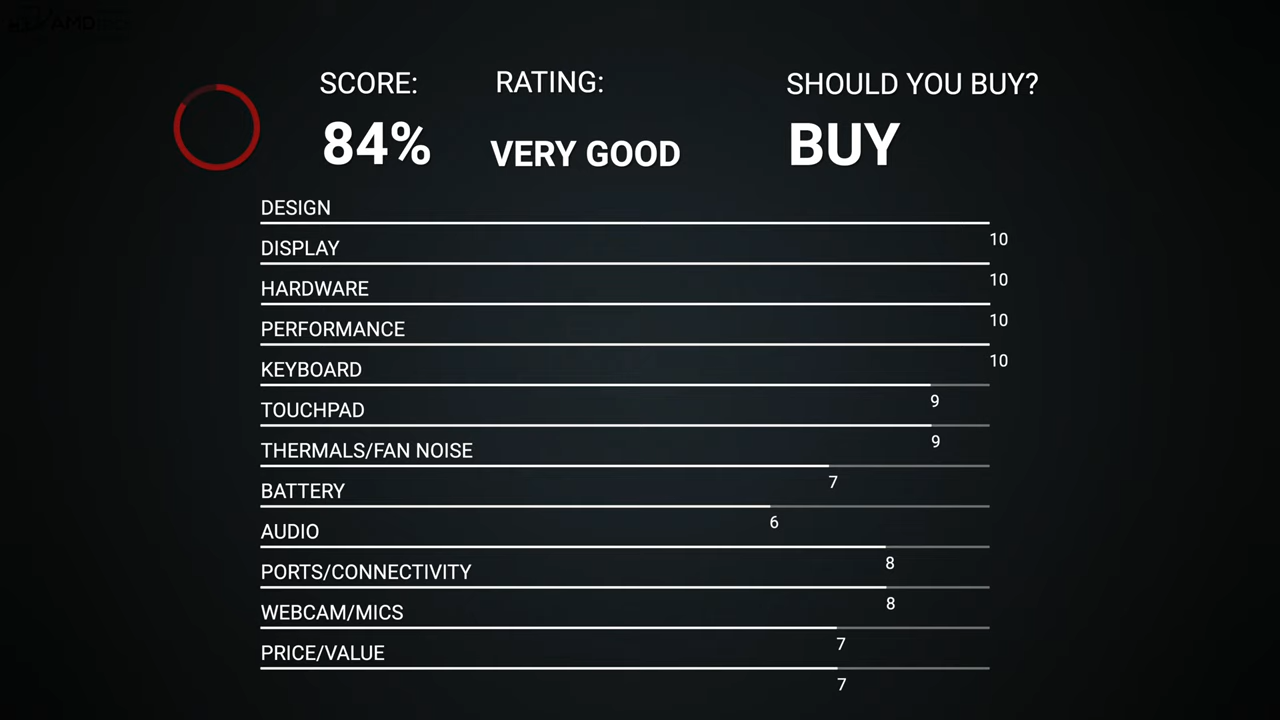 AMD
SCORE: RATING: SHOULD YOU BUY?
84% VERY GOOD BUY
DESIGN
10
DISPLAY
10
HARDWARE
10
PERFORMANCE
10
KEYBOARD
9
TOUCHPAD
9
THERMALS/FAN NOISE
7
BATTERY
6
AUDIO
8
PORTS/CONNECTIVITY
8
WEBCAM/MICS
7
PRICE/VALUE
7